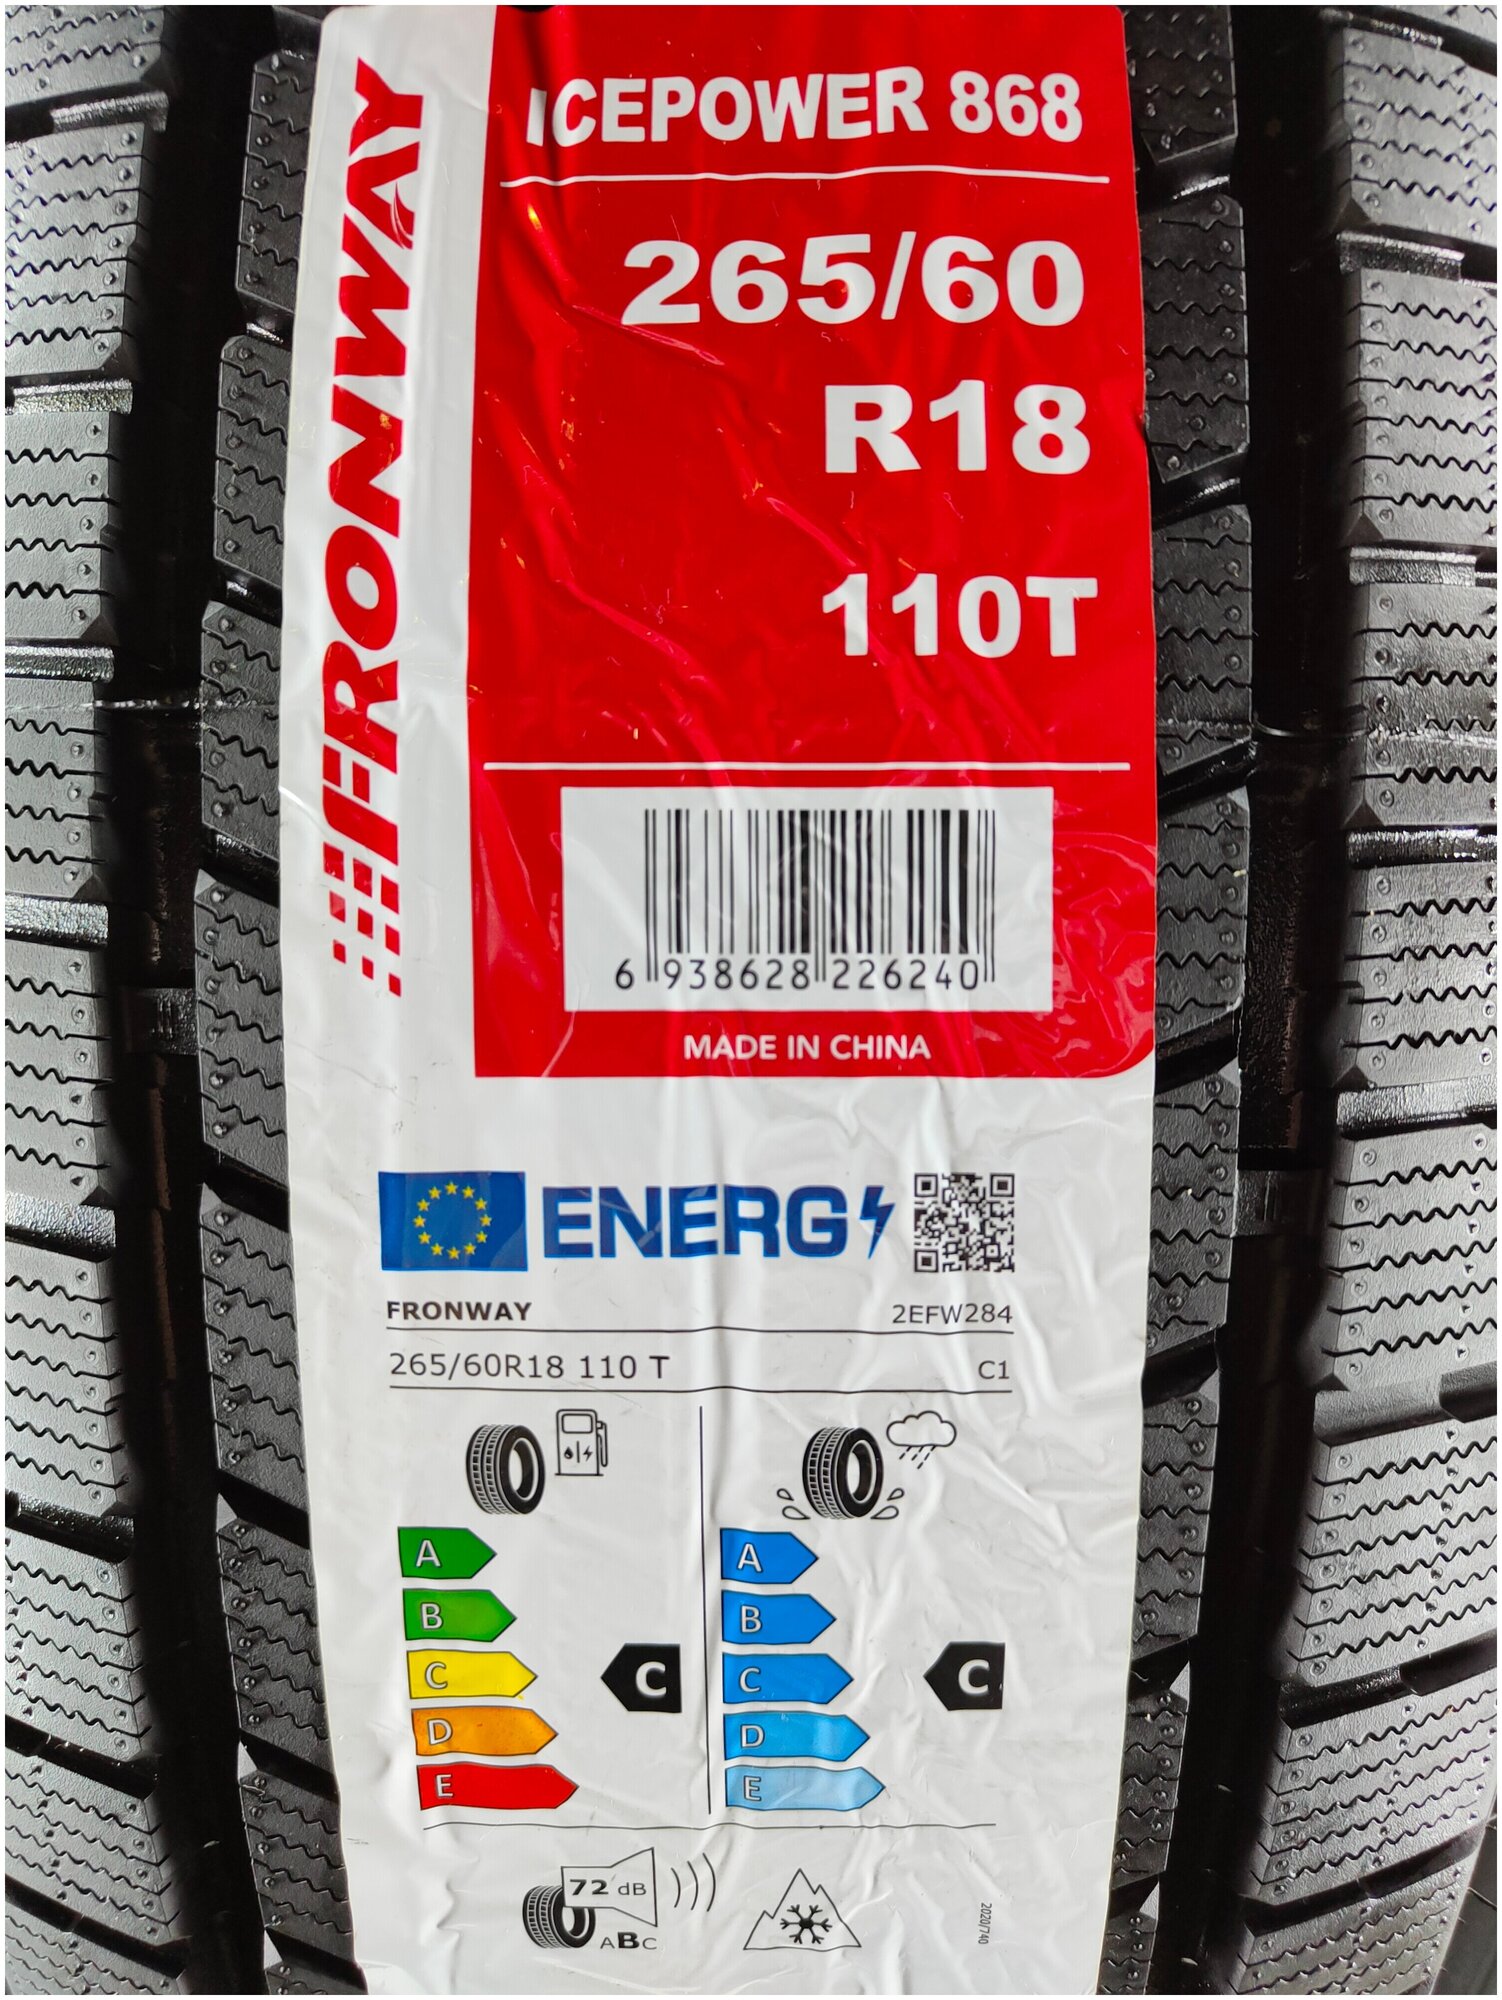 FRONWAY
ICEPOWER 868
265/60
R18
110T
6 938628 226240
MADE IN CHINA
ENERG
FRONWAY 2EFW284
265/60R18 110 T C1
A A
B B
C C C C
D D
E E
72 dB
ABC
2020/740